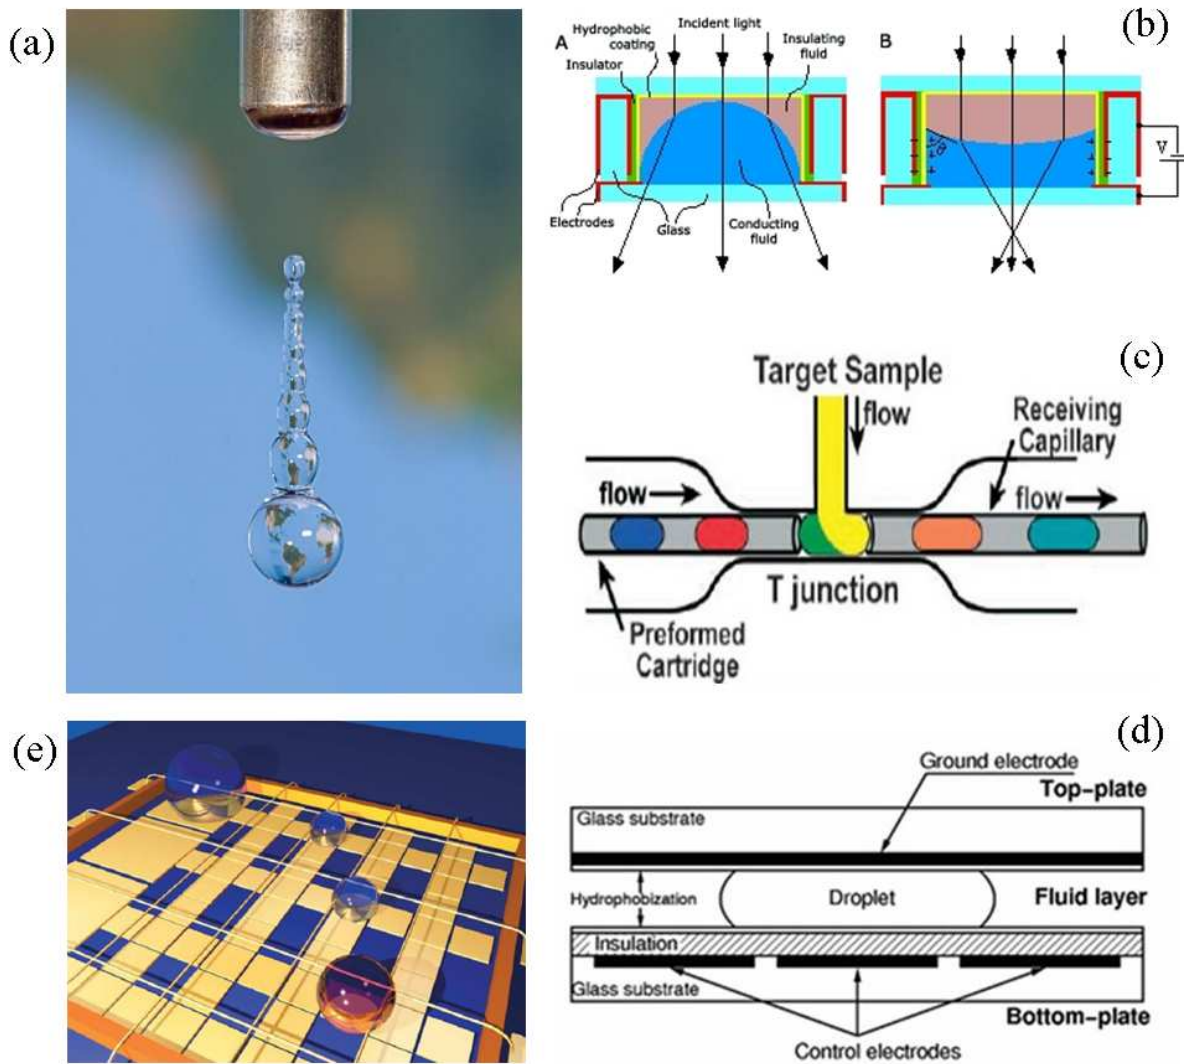 (a)
(b)
A
Hydrophobic
coating
Insulator
Incident light
Insulating
fluid
B
θ
V
Electrodes
Glass
Conducting
fluid
(c)
Target Sample
flow
Receiving
Capillary
flow
flow
T junction
Preformed
Cartridge
(e)
(d)
Ground electrode
Top-plate
Glass substrate
Hydrophobization
Droplet
Fluid layer
Insulation
Glass substrate
Bottom-plate
Control electrodes